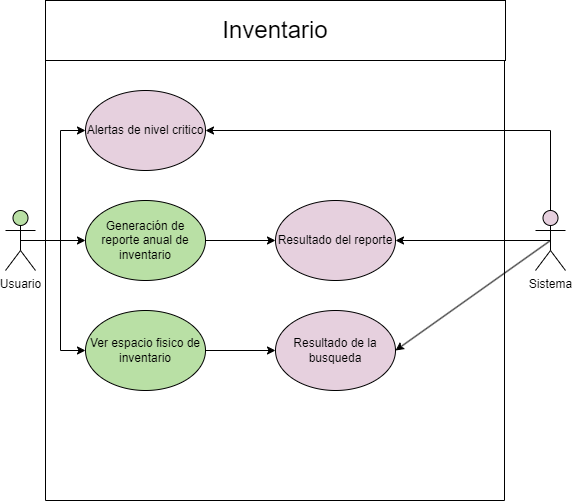 Inventario
Alertas de nivel critico
Generación de
reporte anual de
inventario
Resultado del reporte
Usuario
Sistema
Ver espacio fisico de
inventario
Resultado de la
busqueda